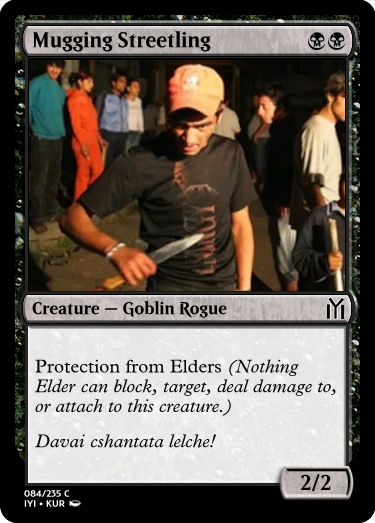 Mugging Streetling
Creature — Goblin Rogue
Protection from Elders (Nothing
Elder can block, target, deal damage to,
or attach to this creature.)
Davai cshantata lelche!
2/2
084/235 C
IYI • KUR